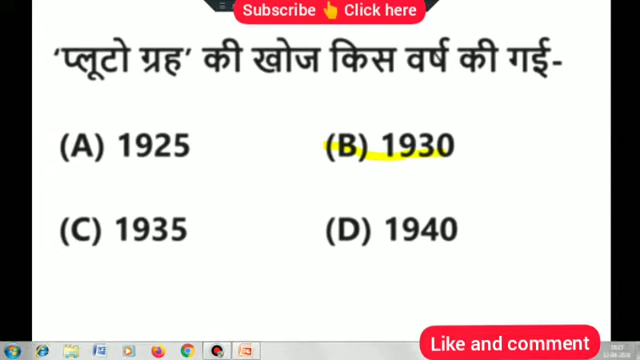 Subscribe 👆 Click here
‘प्लूटो ग्रह’ की खोज किस वर्ष की गई-
(A) 1925 (B) 1930
(C) 1935 (D) 1940
Like and comment